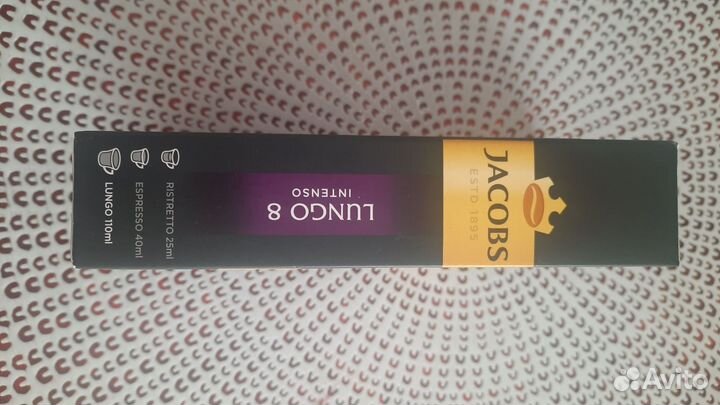 JACOBS
ESTD 1895
LUNGO 8
INTENSO
RISTRETTO 25ml
ESPRESSO 40ml
LUNGO 110ml
Avito